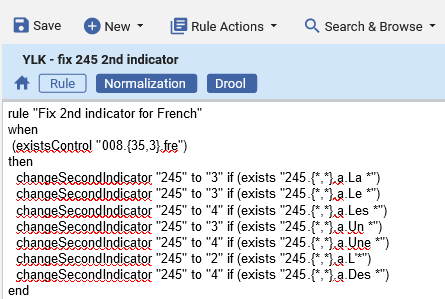 Save New Rule Actions Search & Browse
YLK - fix 245 2nd indicator
Rule Normalization Drool
rule "Fix 2nd indicator for French"
when
(existsControl "008.{35,3}.fre")
then
changeSecondIndicator "245" to "3" if (exists "245.{*,*}.a.La *")
changeSecondIndicator "245" to "3" if (exists "245.{*,*}.a.Le *")
changeSecondIndicator "245" to "4" if (exists "245.{*,*}.a.Les *")
changeSecondIndicator "245" to "3" if (exists "245.{*,*}.a.Un *")
changeSecondIndicator "245" to "4" if (exists "245.{*,*}.a.Une *")
changeSecondIndicator "245" to "2" if (exists "245.{*,*}.a.L'*")
changeSecondIndicator "245" to "4" if (exists "245.{*,*}.a.Des *")
end